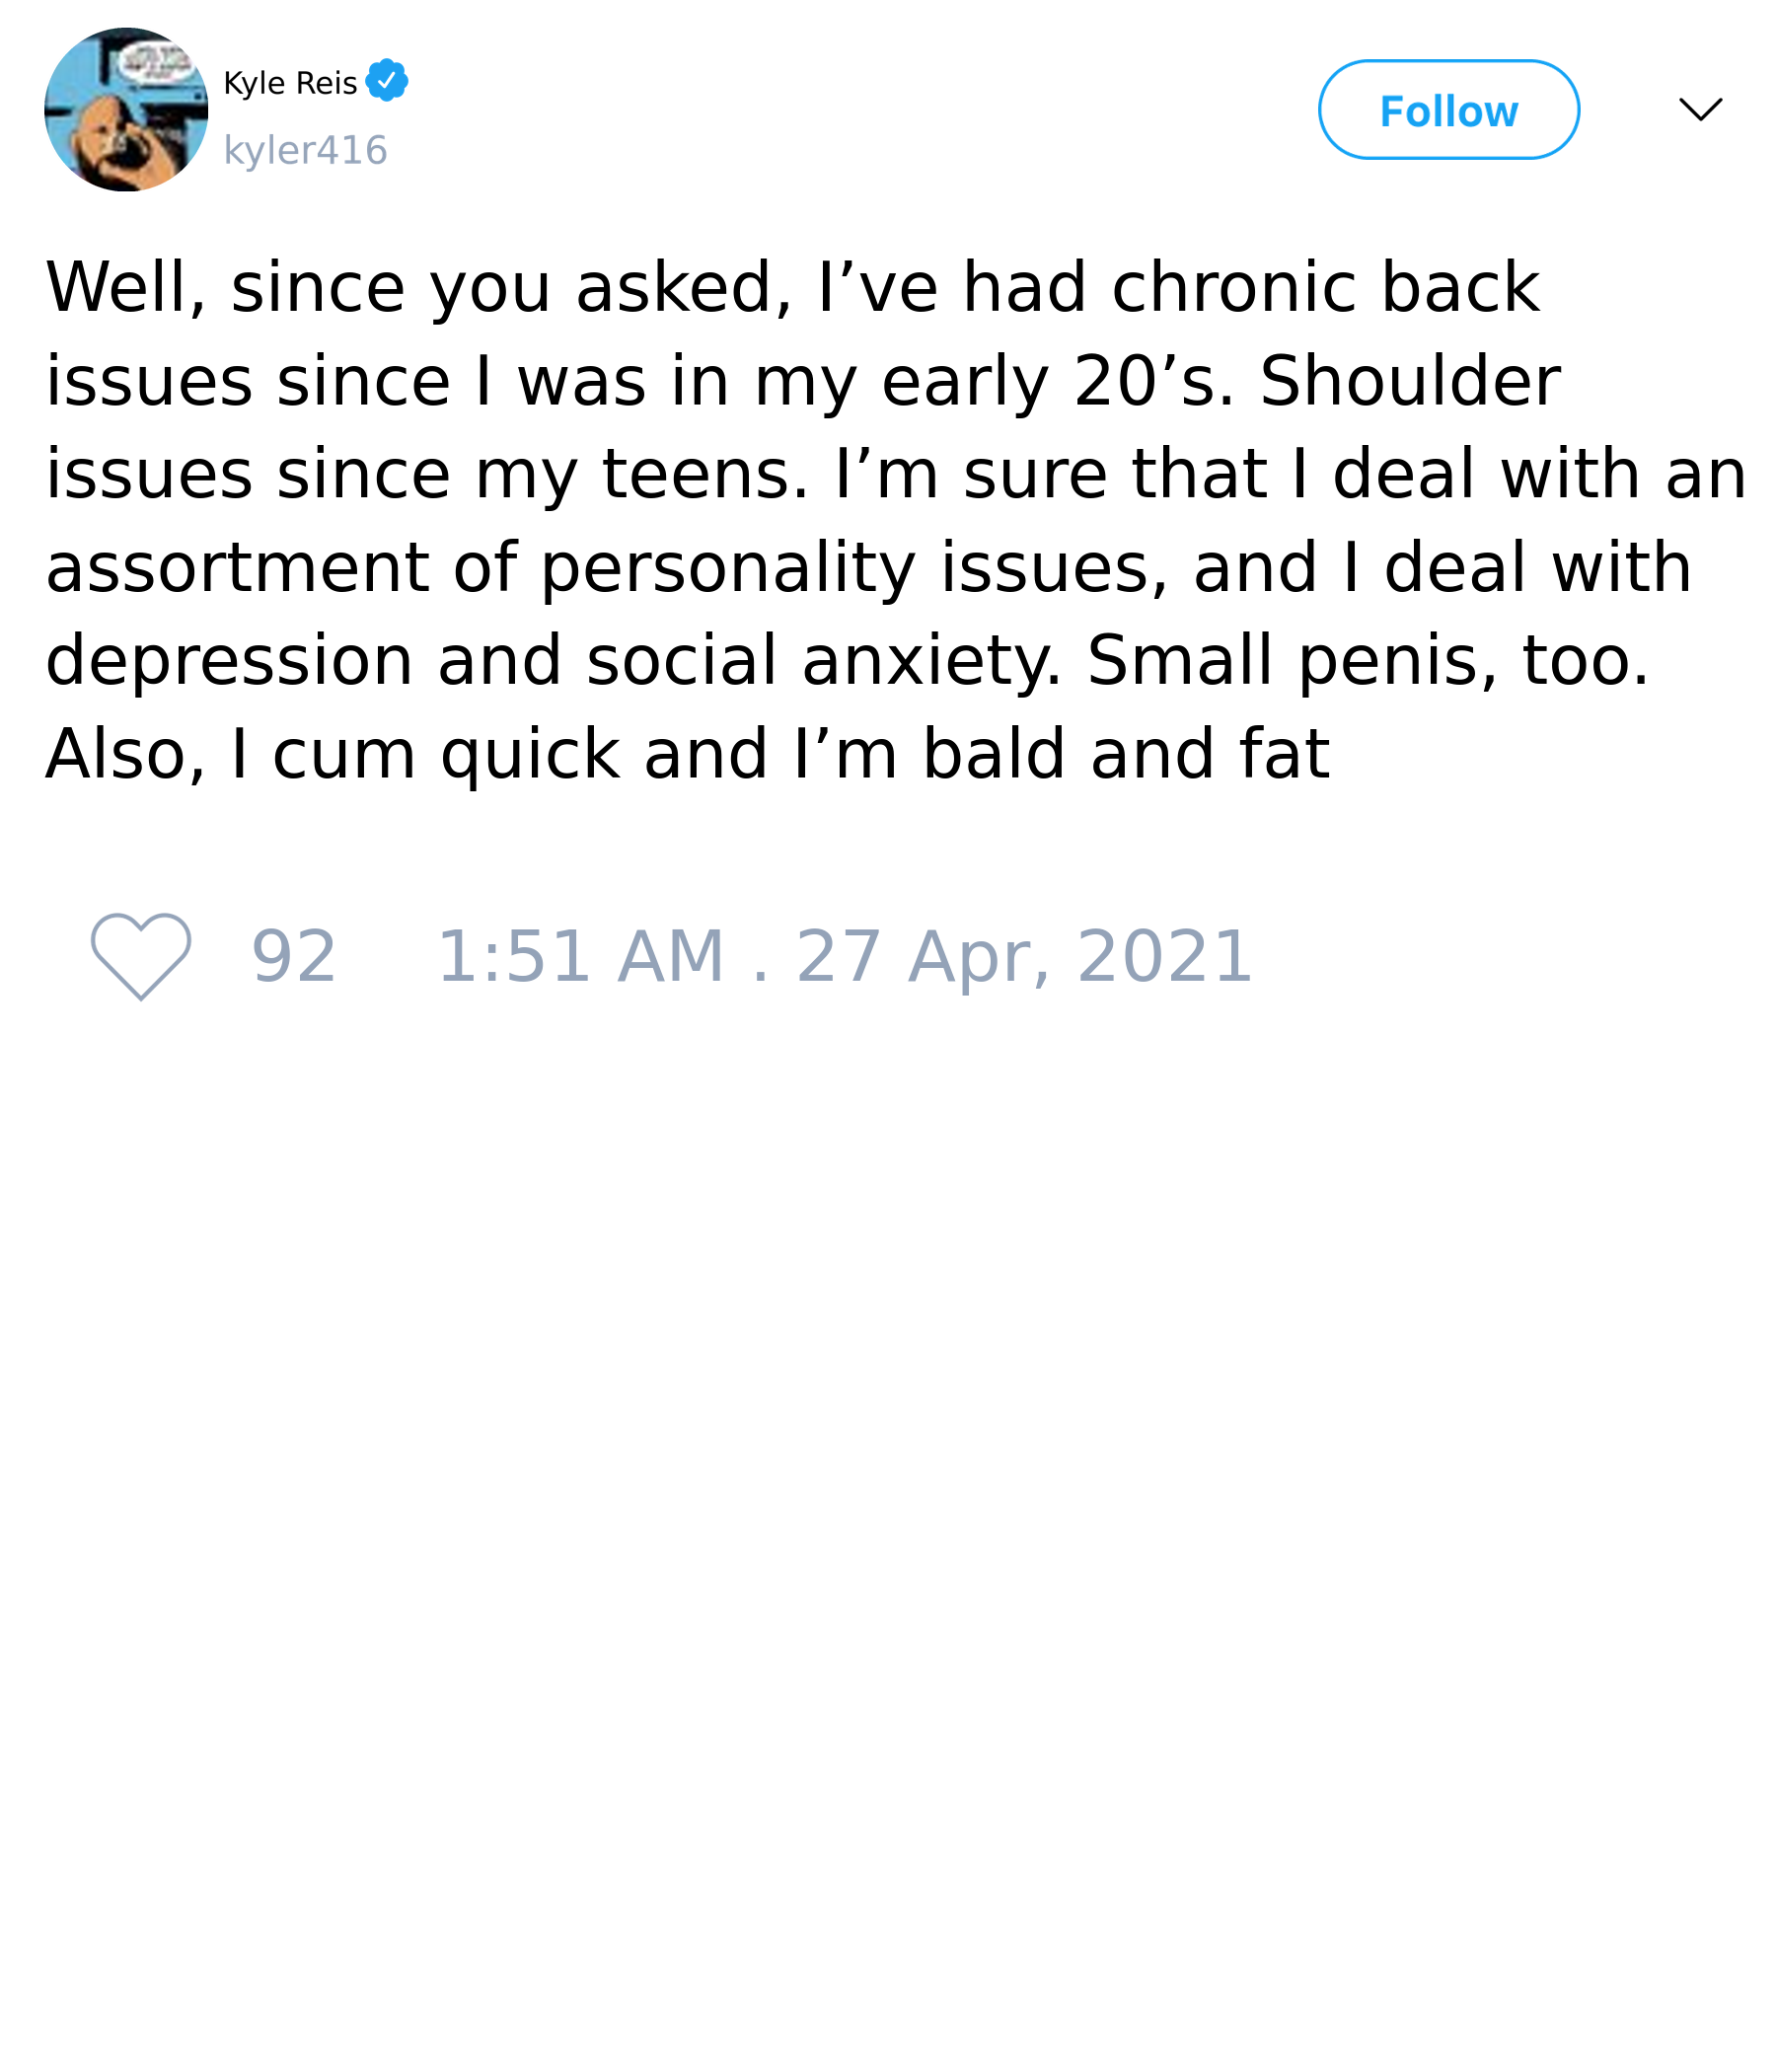 Kyle Reis
kyler416
Follow
Well, since you asked, I’ve had chronic back
issues since I was in my early 20’s. Shoulder
issues since my teens. I’m sure that I deal with an
assortment of personality issues, and I deal with
depression and social anxiety. Small penis, too.
Also, I cum quick and I’m bald and fat
92 1:51 AM . 27 Apr, 2021